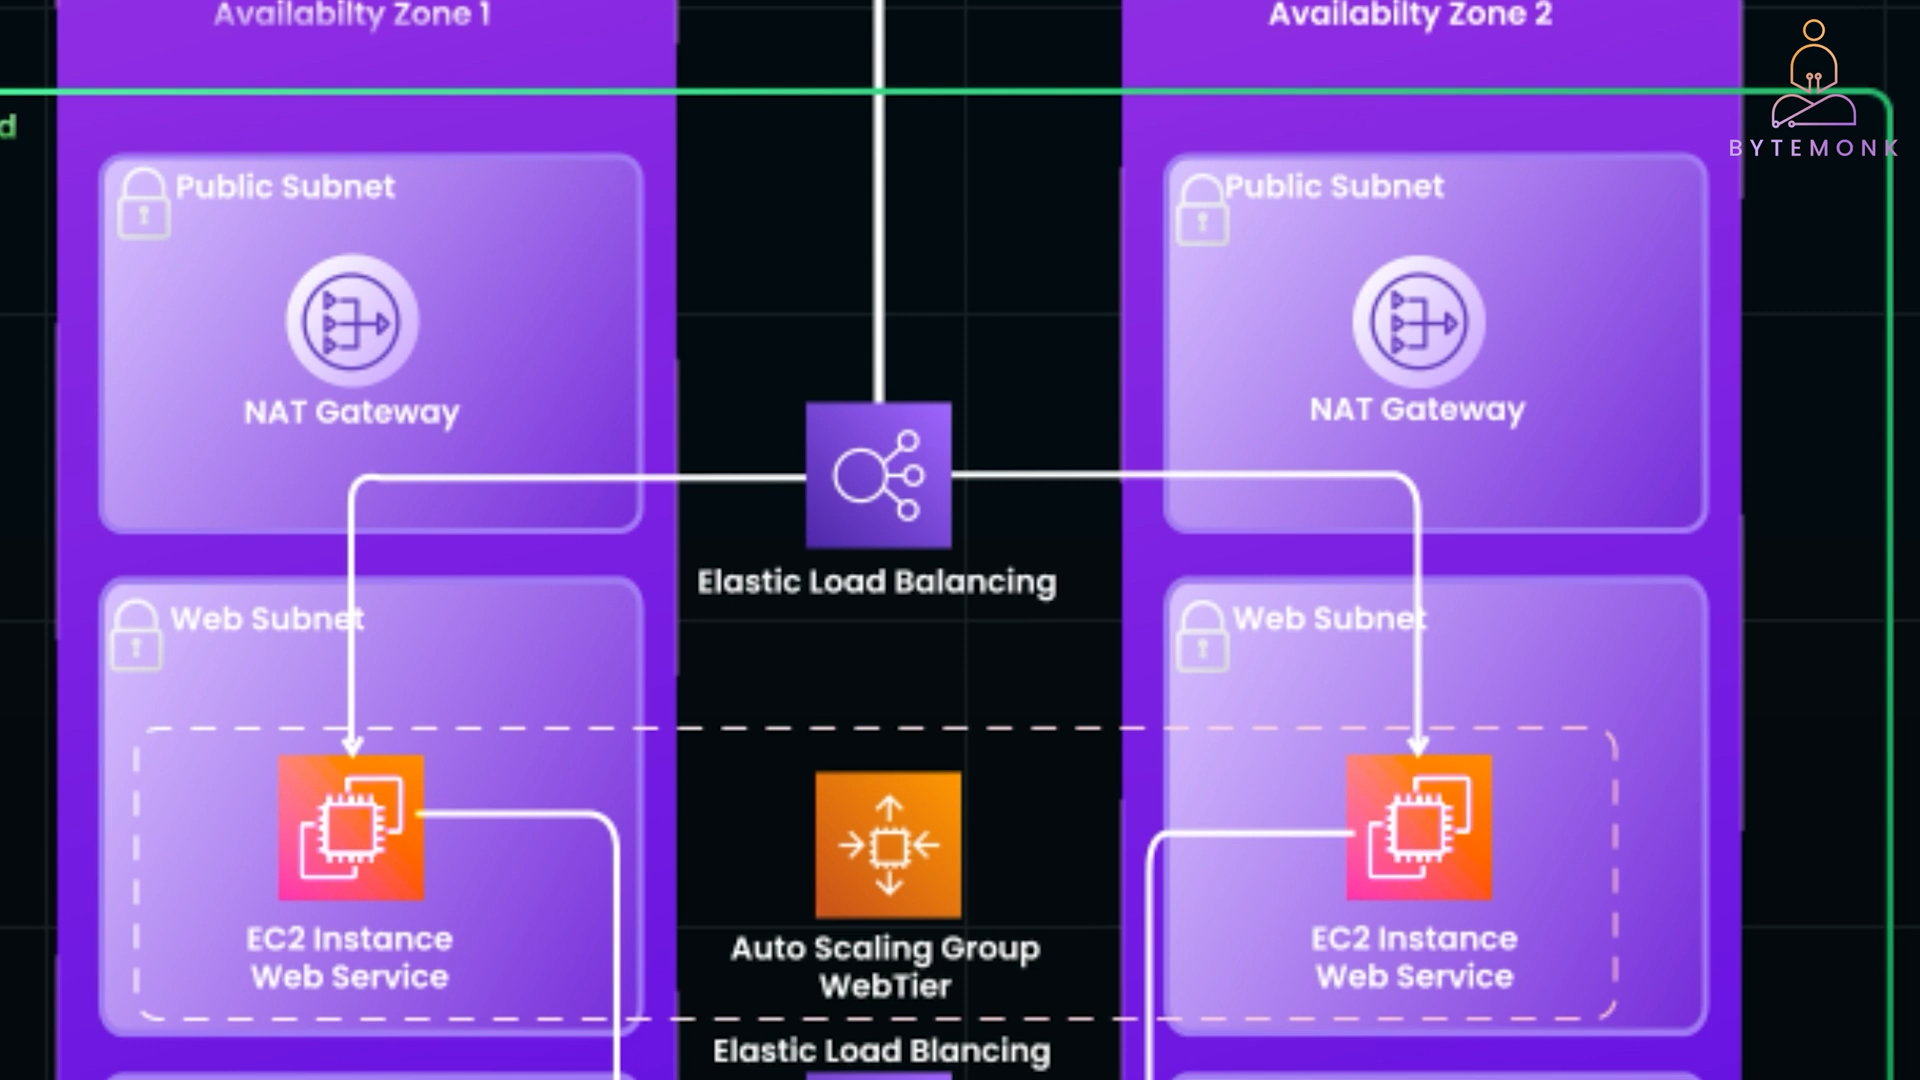 Availabilty Zone 1
Availabilty Zone 2
d
BYTEMONK
Public Subnet
Public Subnet
NAT Gateway
NAT Gateway
Elastic Load Balancing
Web Subnet
Web Subnet
EC2 Instance
Web Service
Auto Scaling Group
WebTier
EC2 Instance
Web Service
Elastic Load Blancing